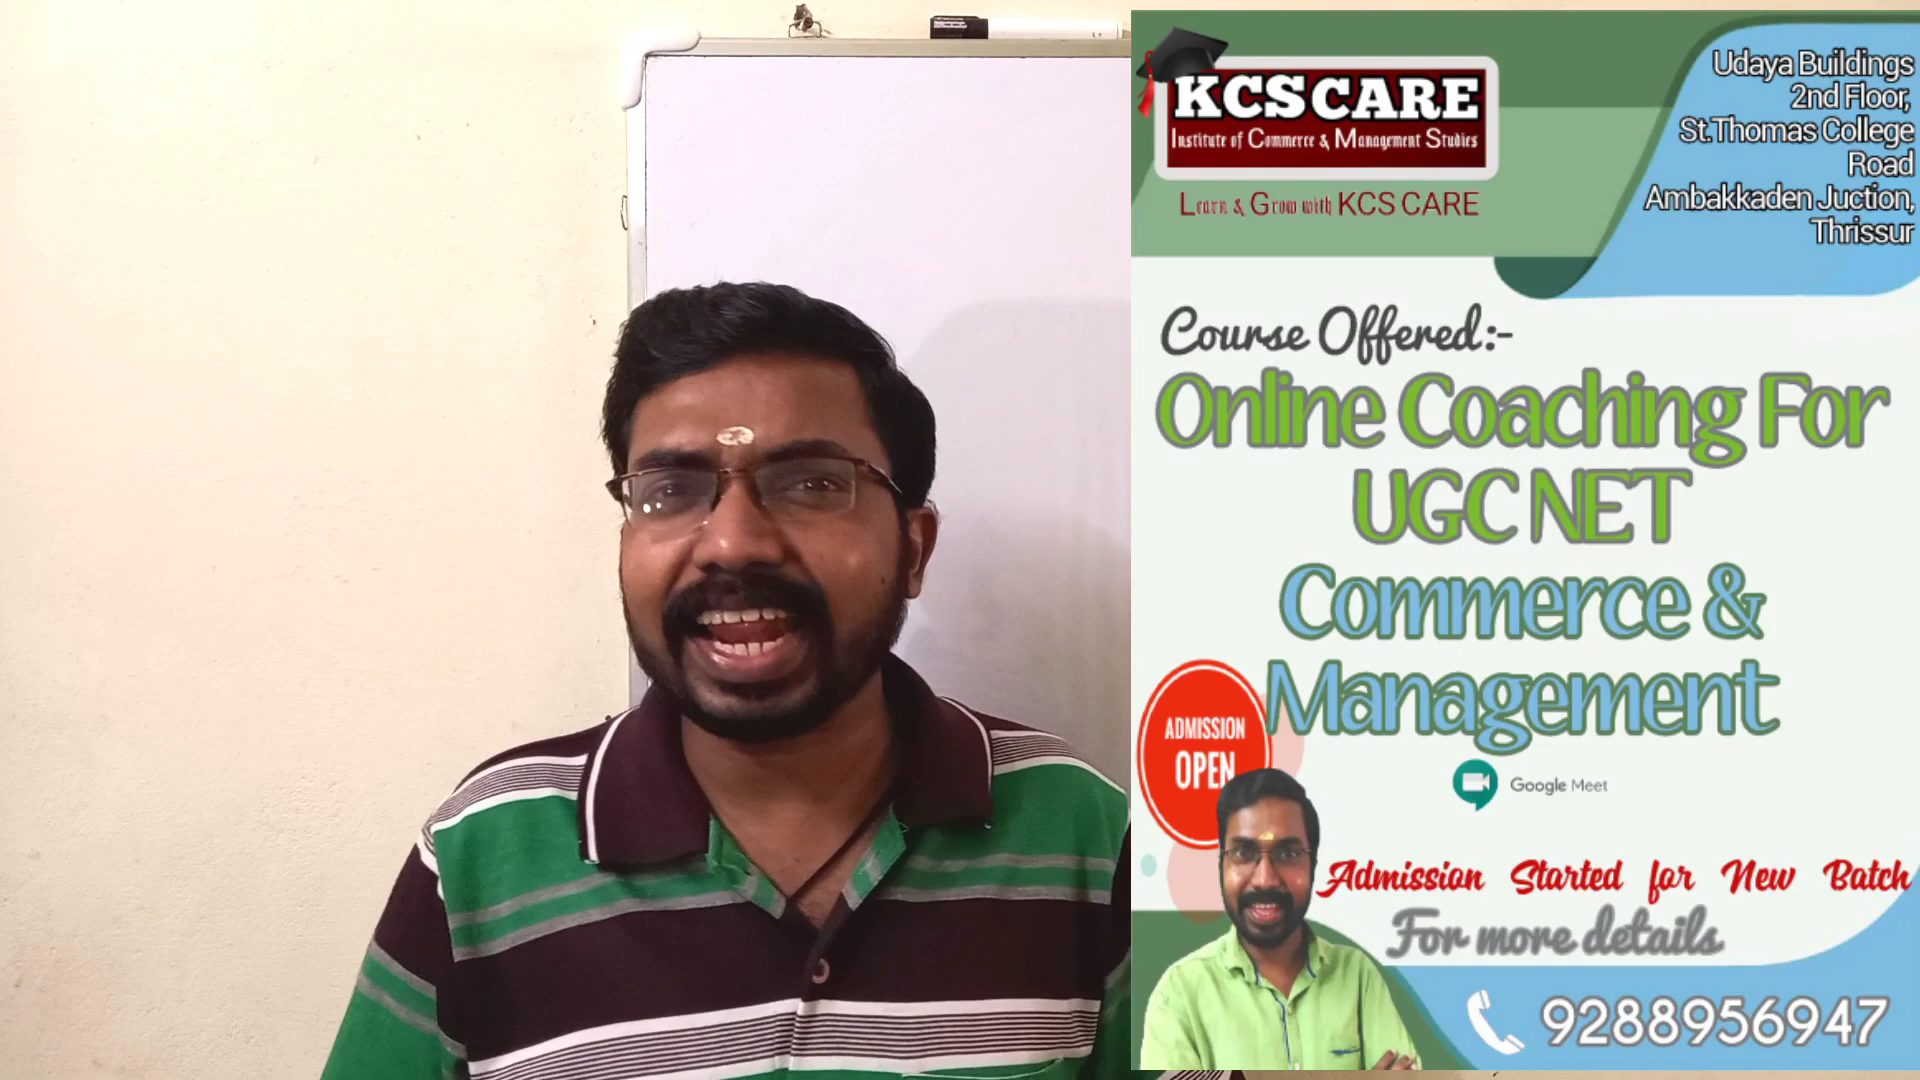 KCS CARE
Institute of Commerce & Management Studies
Learn & Grow with KCS CARE
Udaya Buildings
2nd Floor,
St.Thomas College
Road
Ambakkaden Juction,
Thrissur
Course Offered:-
Online Coaching For
UGC NET
Commerce &
Management
ADMISSION
OPEN
Google Meet
Admission Started for New Batch
For more details
9288956947